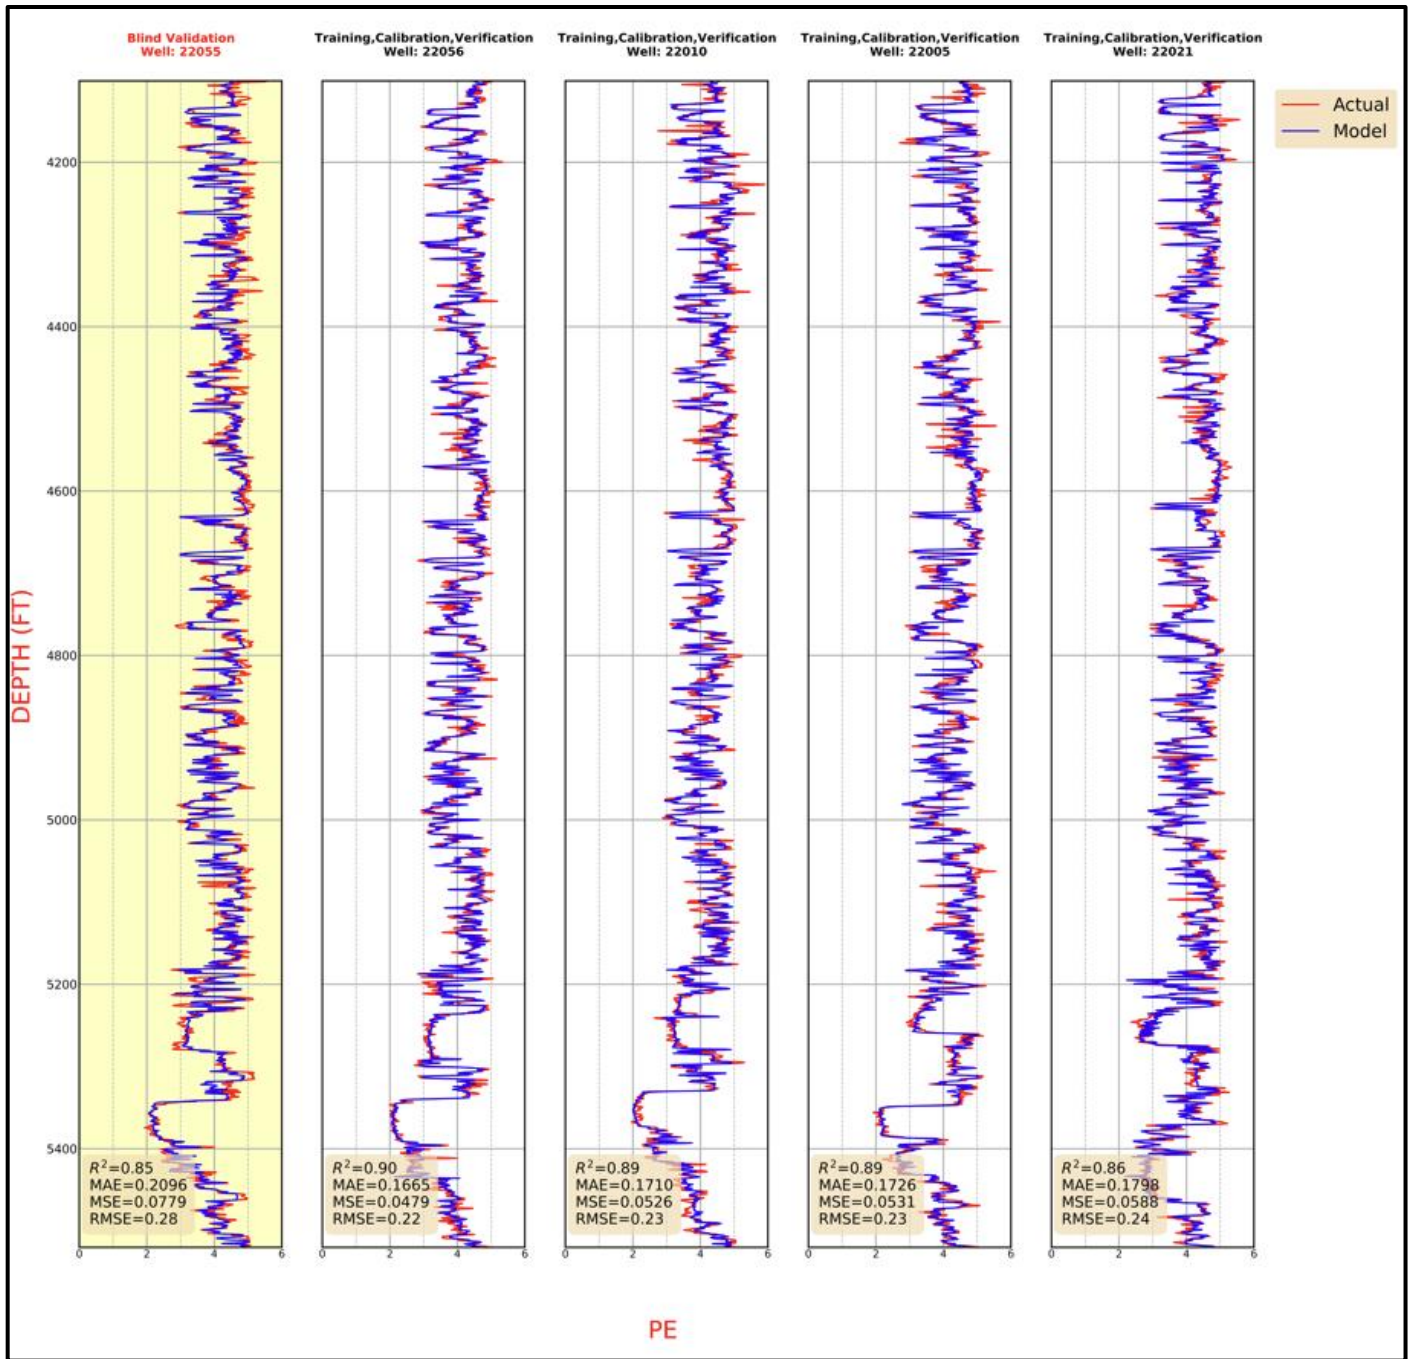 Blind Validation
Well: 22055
Training,Calibration,Verification
Well: 22056
Training,Calibration,Verification
Well: 22010
Training,Calibration,Verification
Well: 22005
Training,Calibration,Verification
Well: 22021
Actual
Model
DEPTH (FT)
4200
4400
4600
4800
5000
5200
5400
R²=0.85
MAE=0.2096
MSE=0.0779
RMSE=0.28
R²=0.90
MAE=0.1665
MSE=0.0479
RMSE=0.22
R²=0.89
MAE=0.1710
MSE=0.0526
RMSE=0.23
R²=0.89
MAE=0.1726
MSE=0.0531
RMSE=0.23
R²=0.86
MAE=0.1798
MSE=0.0588
RMSE=0.24
0 2 4 6
0 2 4 6
0 2 4 6
0 2 4 6
0 2 4 6
PE